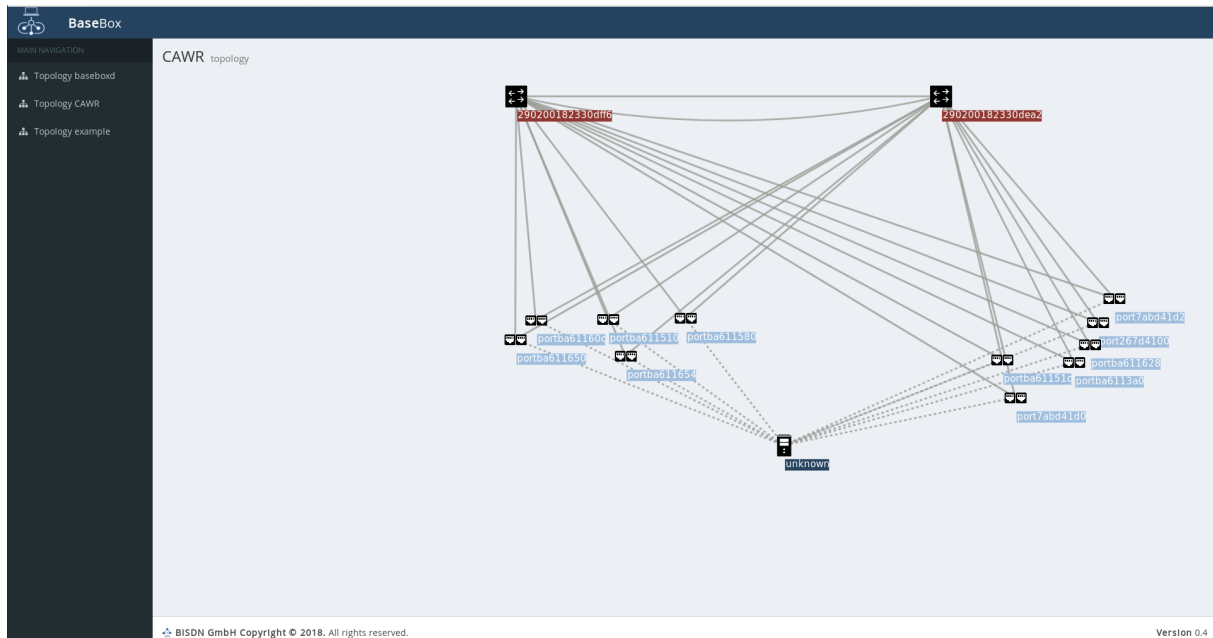 BaseBox
MAIN NAVIGATION
Topology baseboxd
Topology CAWR
Topology example
CAWR topology
290200182330dff6
290200182330dea2
port7abd41d2
portba61160c
portba611510
portba611580
port267d4100
portba611650
portba611628
portba611654
portba61151c
portba6113a0
port7abd41d0
unknown
BISDN GmbH Copyright © 2018. All rights reserved.
Version 0.4